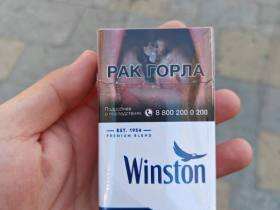 РАК ГОРЛА
Подробнее
о последствиях 8 800 200 0 200
EST. 1954
PREMIUM BLEND
Winston